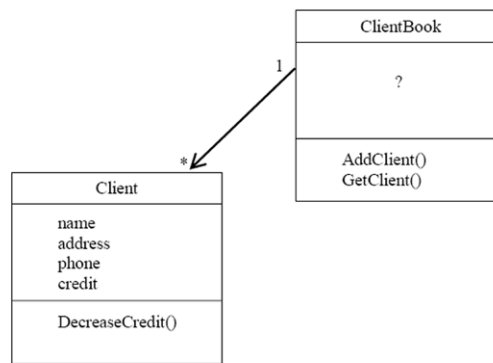 ClientBook
?
AddClient()
GetClient()
1
*
Client
name
address
phone
credit
DecreaseCredit()